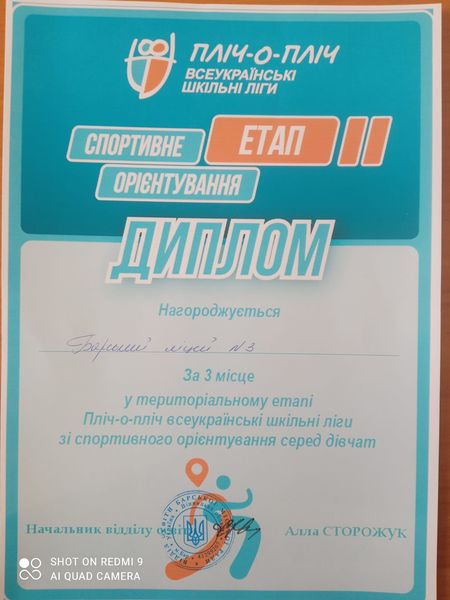 ПЛІЧ-О-ПЛІЧ
ВСЕУКРАЇНСЬКІ
ШКІЛЬНІ ЛІГИ
СПОРТИВНЕ
ЕТАП II
ОРІЄНТУВАННЯ
ДИПЛОМ
Нагороджується
Барський ліцей №3
За 3 місце
у територіальному етапі
Пліч-о-пліч всеукраїнські шкільні ліги
зі спортивного орієнтування серед дівчат
Начальник відділу Алла СТОРОЖУК
SHOT ON REDMI 9
AI QUAD CAMERA